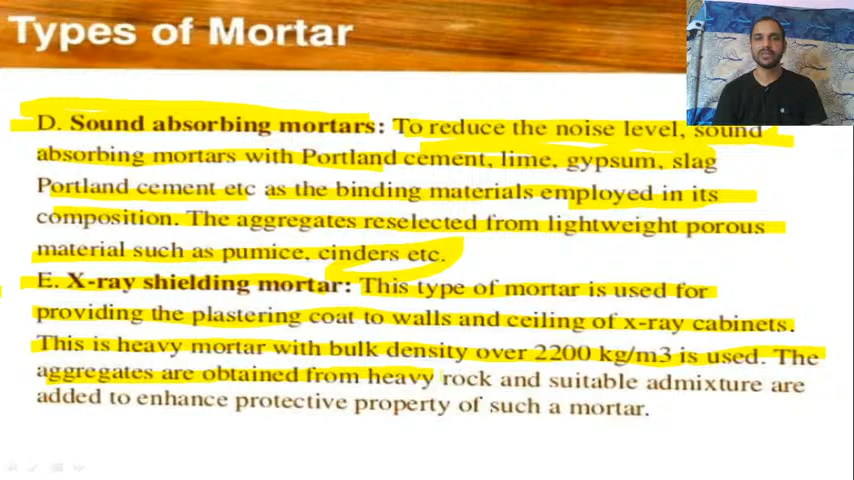 Types of Mortar
D. Sound absorbing mortars: To reduce the noise level, sound
absorbing mortars with Portland cement, lime, gypsum, slag
Portland cement etc as the binding materials employed in its
composition. The aggregates reselected from lightweight porous
material such as pumice, cinders etc.
E. X-ray shielding mortar: This type of mortar is used for
providing the plastering coat to walls and ceiling of x-ray cabinets.
This is heavy mortar with bulk density over 2200 kg/m3 is used. The
aggregates are obtained from heavy rock and suitable admixture are
added to enhance protective property of such a mortar.